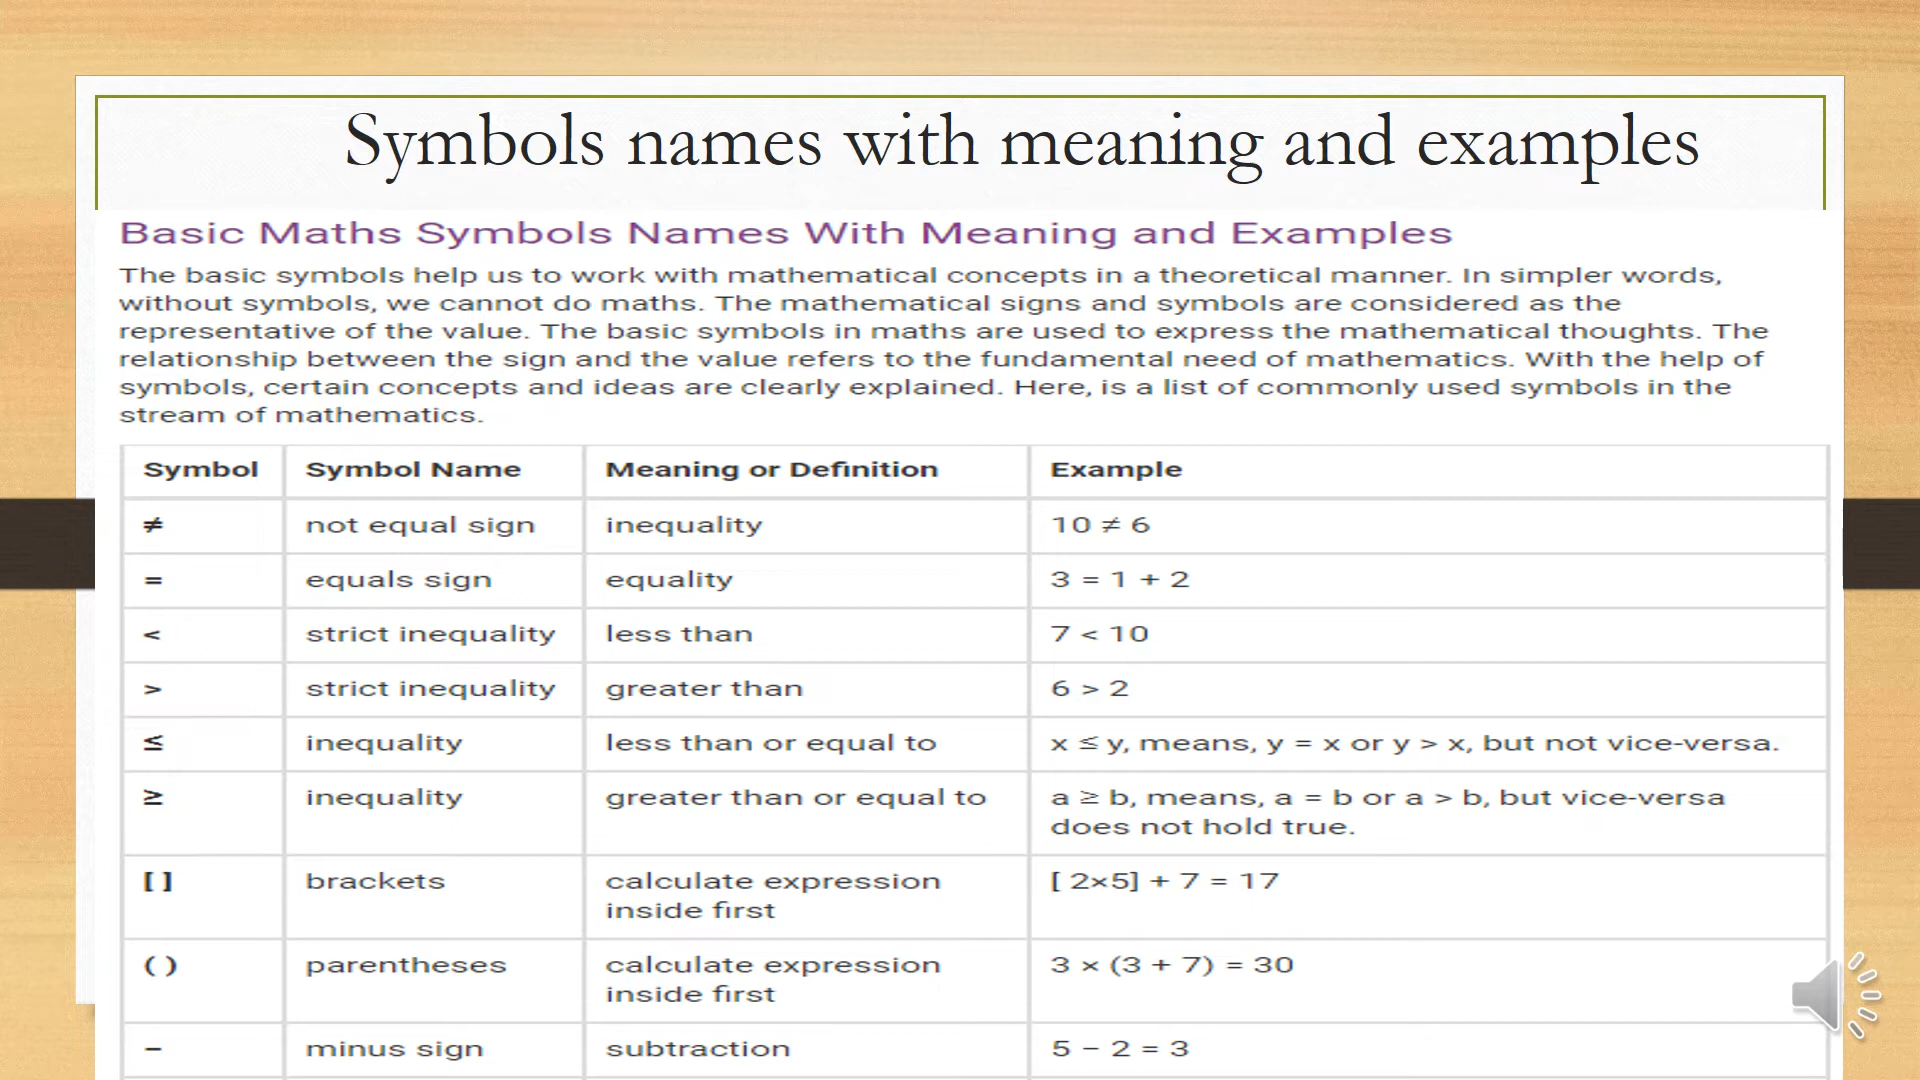 Symbols names with meaning and examples
Basic Maths Symbols Names With Meaning and Examples
The basic symbols help us to work with mathematical concepts in a theoretical manner. In simpler words,
without symbols, we cannot do maths. The mathematical signs and symbols are considered as the
representative of the value. The basic symbols in maths are used to express the mathematical thoughts. The
relationship between the sign and the value refers to the fundamental need of mathematics. With the help of
symbols, certain concepts and ideas are clearly explained. Here, is a list of commonly used symbols in the
stream of mathematics.
Symbol Symbol Name Meaning or Definition Example
≠ not equal sign inequality 10 ≠ 6
= equals sign equality 3 = 1 + 2
< strict inequality less than 7 < 10
> strict inequality greater than 6 > 2
≤ inequality less than or equal to x ≤ y, means, y = x or y > x, but not vice-versa.
≥ inequality greater than or equal to a ≥ b, means, a = b or a > b, but vice-versa
does not hold true.
[ ] brackets calculate expression [ 2×5] + 7 = 17
inside first
( ) parentheses calculate expression 3 × (3 + 7) = 30
inside first
− minus sign subtraction 5 − 2 = 3